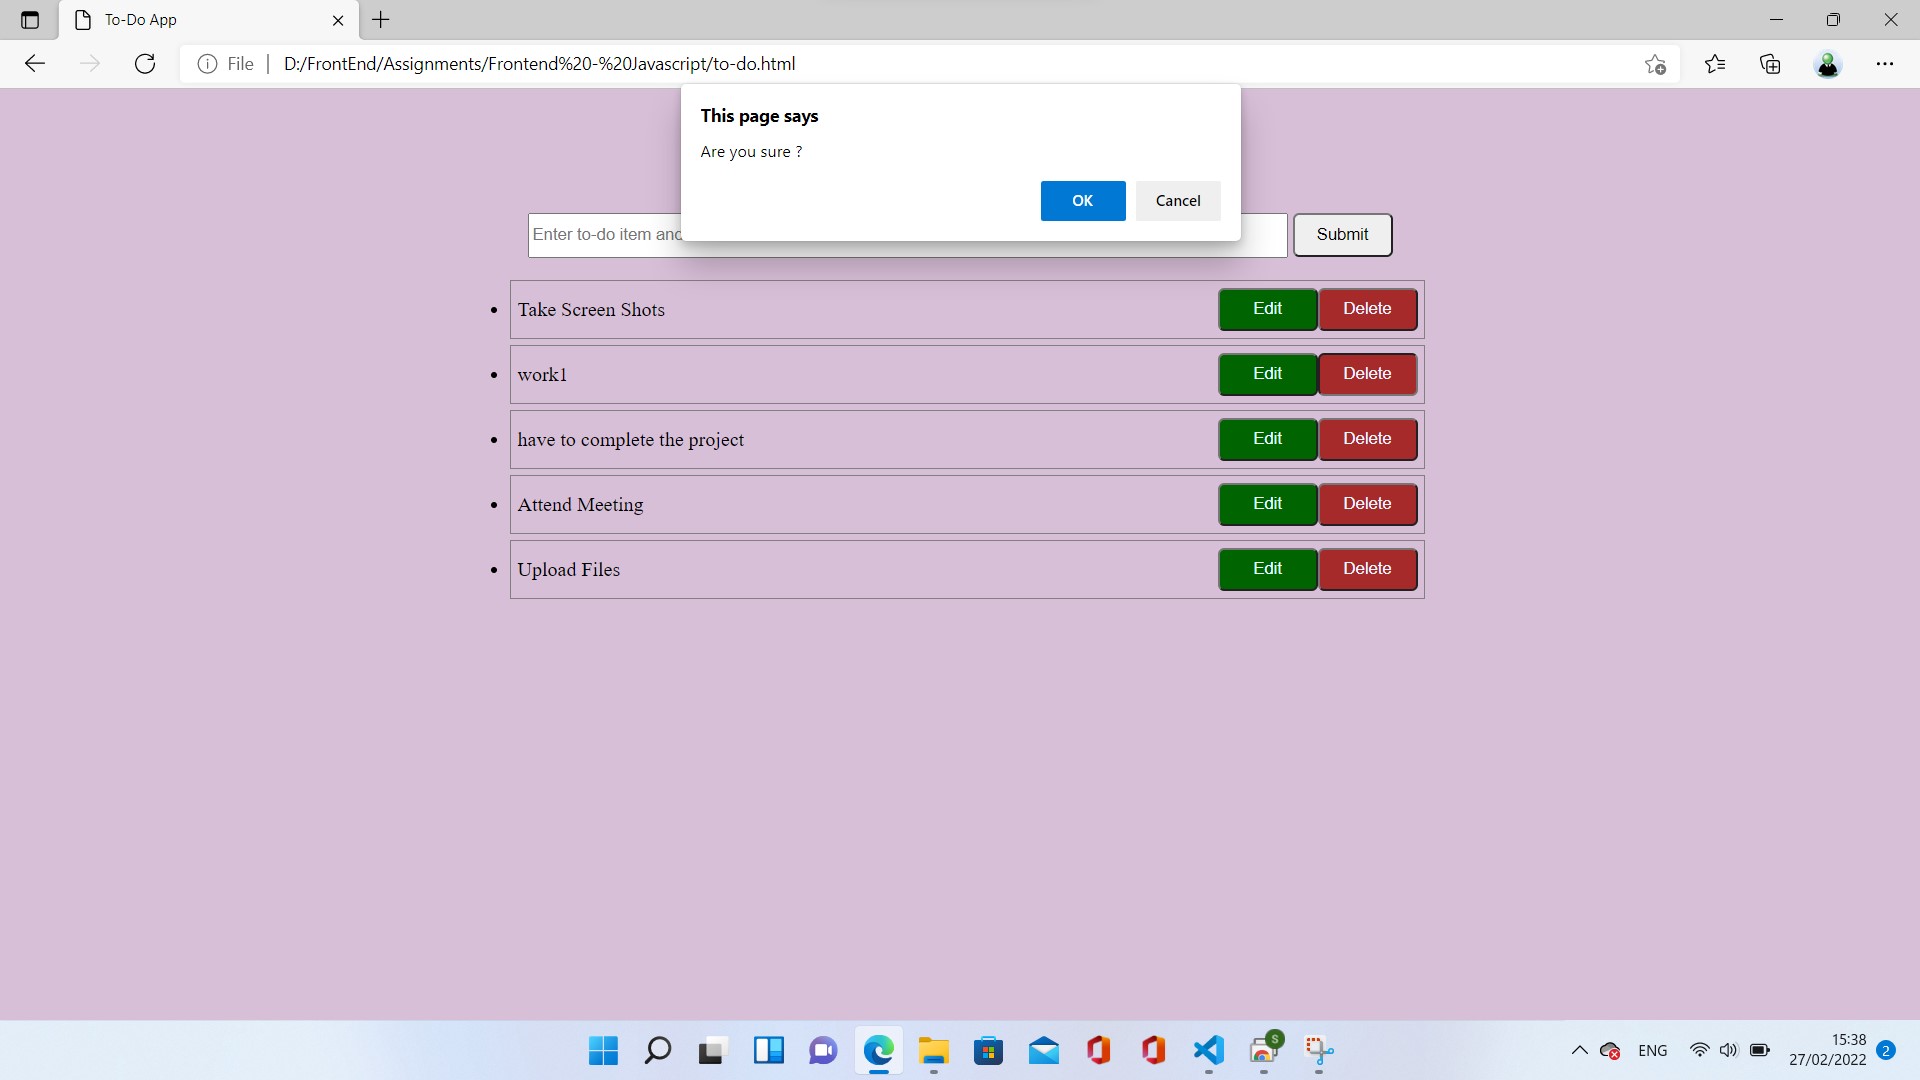 To-Do App
File
D:/FrontEnd/Assignments/Frontend%20-%20Javascript/to-do.html
This page says
Are you sure ?
OK Cancel
Enter to-do item and
Submit
Take Screen Shots Edit Delete
work1 Edit Delete
have to complete the project Edit Delete
Attend Meeting Edit Delete
Upload Files Edit Delete
S
ENG
15:38
27/02/2022
2